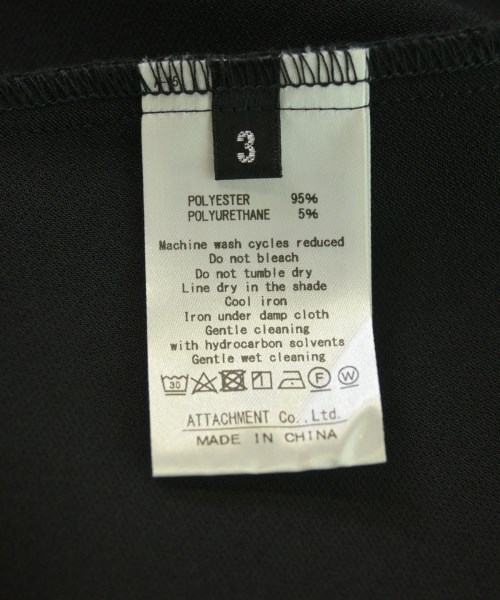 3
POLYESTER 95%
POLYURETHANE 5%
Machine wash cycles reduced
Do not bleach
Do not tumble dry
Line dry in the shade
Cool iron
Iron under damp cloth
Gentle cleaning
with hydrocarbon solvents
Gentle wet cleaning
30 F W
ATTACHMENT Co.,Ltd.
MADE IN CHINA